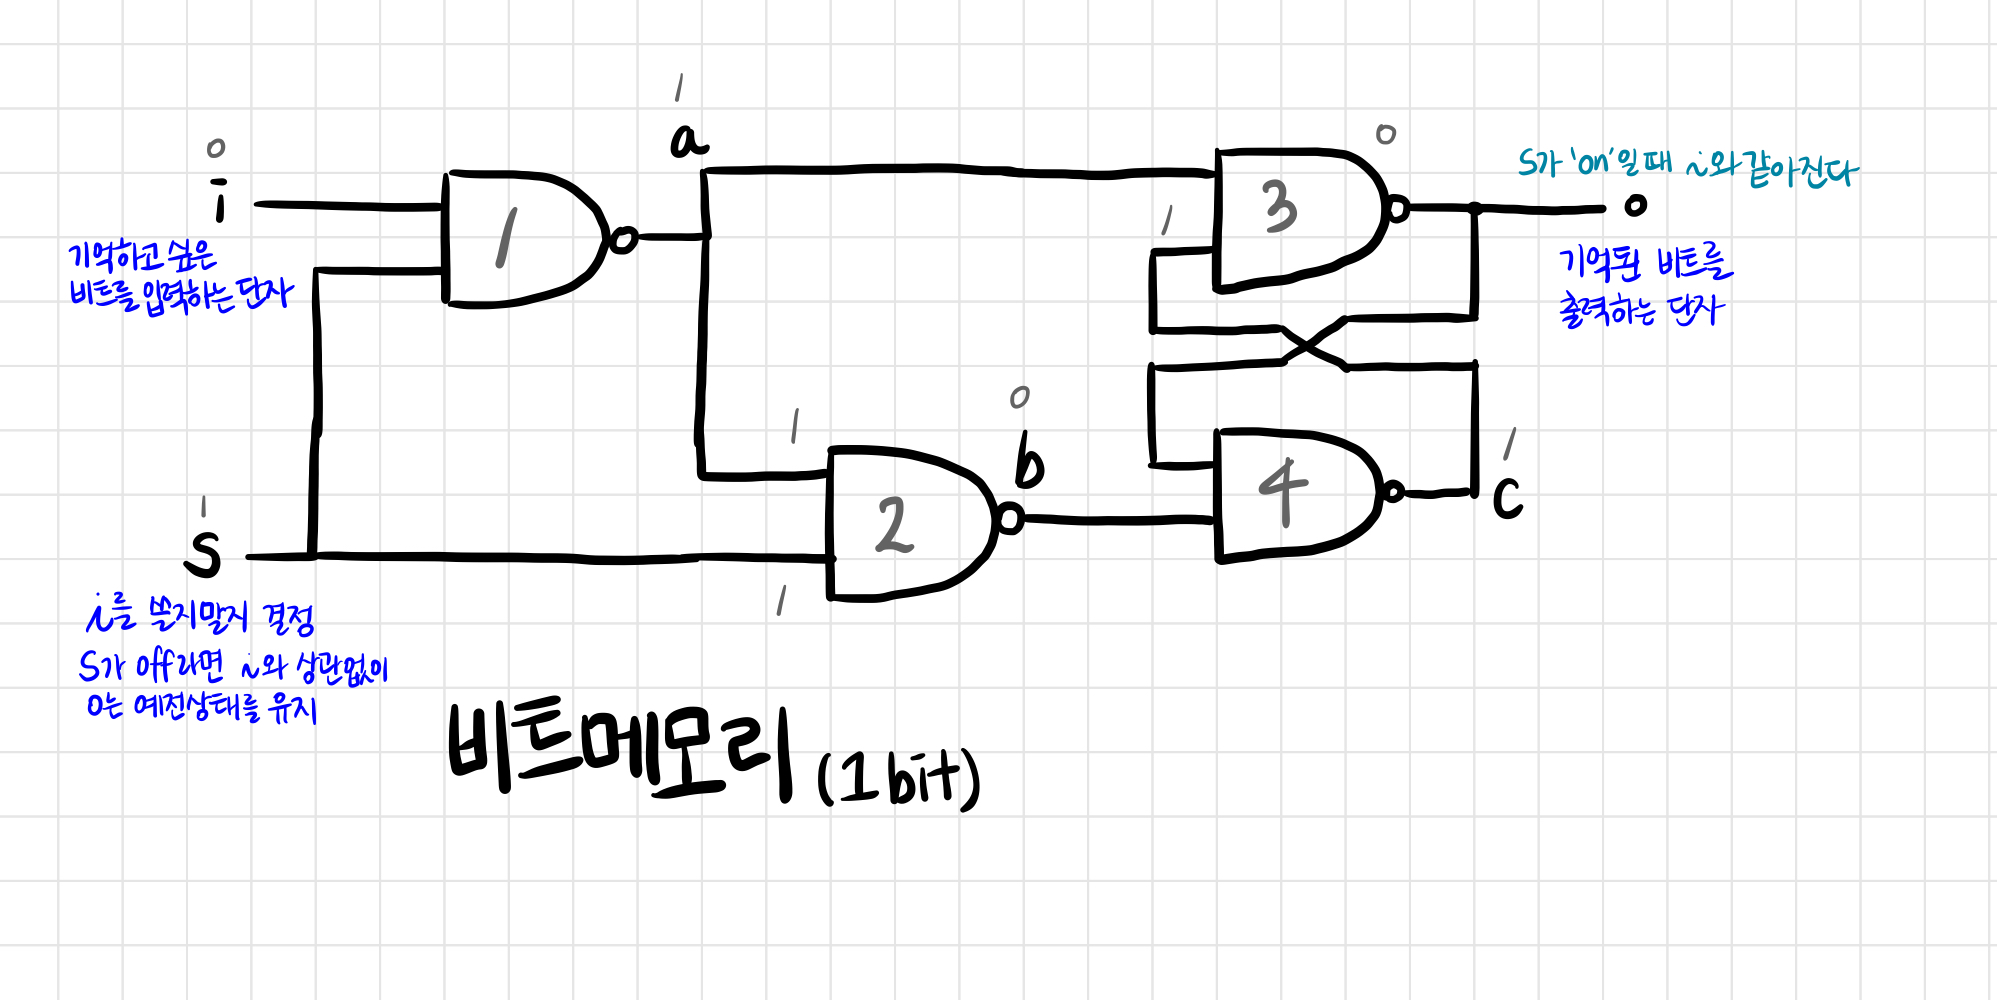 1
a
0
i
기억하고 싶은
비트를 입력하는 단자
1
1
s
i를 쓸지말지 결정
S가 off라면 i와 상관없이
o는 예전상태를 유지
1
1
2
0
b
0
3
1
4
1
c
S가 'on'일때 i와 같아진다
o
기억된 비트를
출력하는 단자
비트메모리 (1bit)